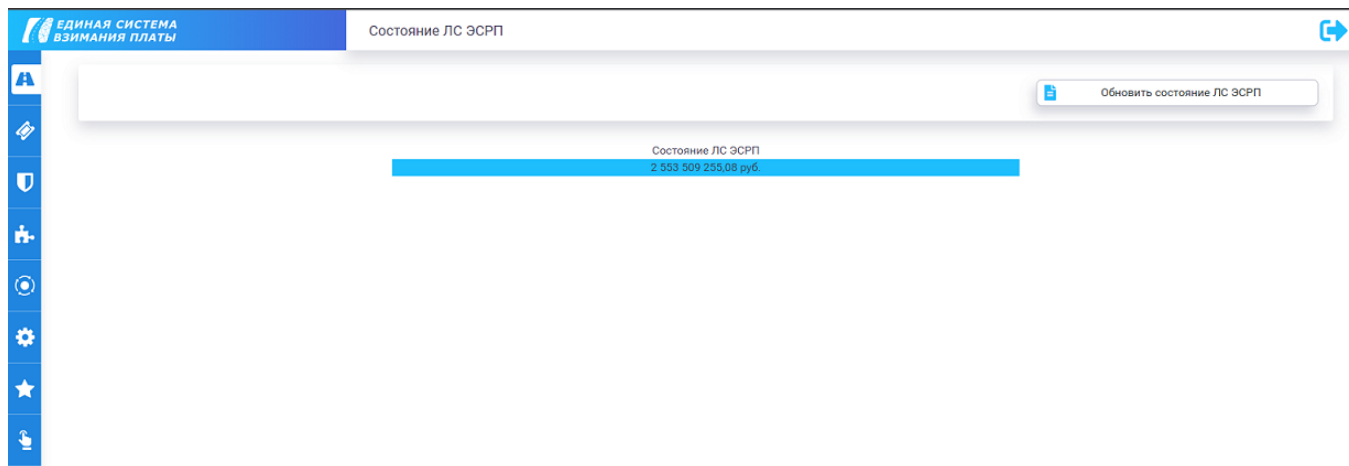 ЕДИНАЯ СИСТЕМА
ВЗИМАНИЯ ПЛАТЫ
Состояние ЛС ЭСРП
Обновить состояние ЛС ЭСРП
Состояние ЛС ЭСРП
2 553 509 255,08 руб.